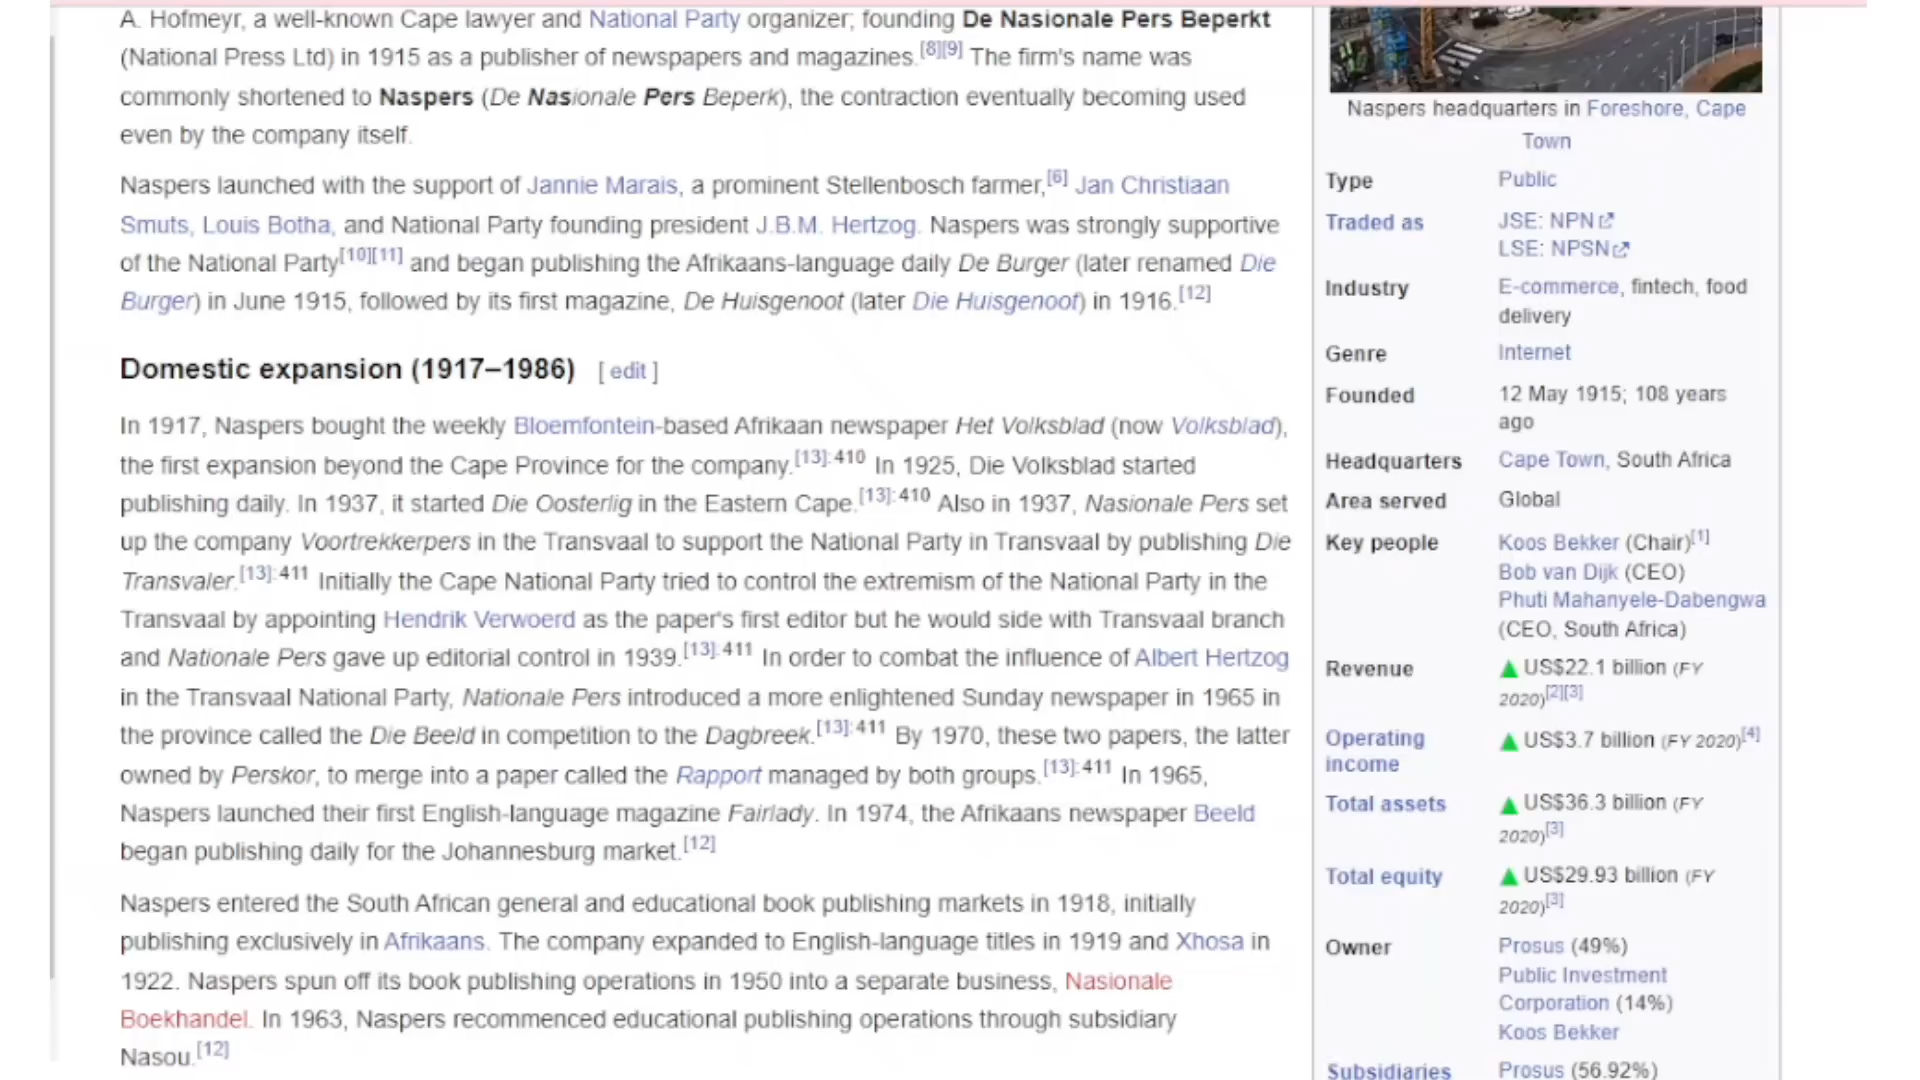 A. Hofmeyr, a well-known Cape lawyer and National Party organizer; founding De Nasionale Pers Beperkt
(National Press Ltd) in 1915 as a publisher of newspapers and magazines.[8][9] The firm's name was
commonly shortened to Naspers (De Nasionale Pers Beperk), the contraction eventually becoming used
even by the company itself.
Naspers launched with the support of Jannie Marais, a prominent Stellenbosch farmer,[6] Jan Christiaan
Smuts, Louis Botha, and National Party founding president J.B.M. Hertzog. Naspers was strongly supportive
of the National Party[10][11] and began publishing the Afrikaans-language daily De Burger (later renamed Die
Burger) in June 1915, followed by its first magazine, De Huisgenoot (later Die Huisgenoot) in 1916.[12]
Domestic expansion (1917–1986) [ edit ]
In 1917, Naspers bought the weekly Bloemfontein-based Afrikaan newspaper Het Volksblad (now Volksblad),
the first expansion beyond the Cape Province for the company.[13]:410 In 1925, Die Volksblad started
publishing daily. In 1937, it started Die Oosterlig in the Eastern Cape.[13]:410 Also in 1937, Nasionale Pers set
up the company Voortrekkerpers in the Transvaal to support the National Party in Transvaal by publishing Die
Transvaler.[13]:411 Initially the Cape National Party tried to control the extremism of the National Party in the
Transvaal by appointing Hendrik Verwoerd as the paper's first editor but he would side with Transvaal branch
and Nationale Pers gave up editorial control in 1939.[13]:411 In order to combat the influence of Albert Hertzog
in the Transvaal National Party, Nationale Pers introduced a more enlightened Sunday newspaper in 1965 in
the province called the Die Beeld in competition to the Dagbreek.[13]:411 By 1970, these two papers, the latter
owned by Perskor, to merge into a paper called the Rapport managed by both groups.[13]:411 In 1965,
Naspers launched their first English-language magazine Fairlady. In 1974, the Afrikaans newspaper Beeld
began publishing daily for the Johannesburg market.[12]
Naspers entered the South African general and educational book publishing markets in 1918, initially
publishing exclusively in Afrikaans. The company expanded to English-language titles in 1919 and Xhosa in
1922. Naspers spun off its book publishing operations in 1950 into a separate business, Nasionale
Boekhandel. In 1963, Naspers recommenced educational publishing operations through subsidiary
Nasou.[12]
Naspers headquarters in Foreshore, Cape
Town
Type Public
Traded as JSE: NPN
LSE: NPSN
Industry E-commerce, fintech, food
delivery
Genre Internet
Founded 12 May 1915; 108 years
ago
Headquarters Cape Town, South Africa
Area served Global
Key people Koos Bekker (Chair)[1]
Bob van Dijk (CEO)
Phuti Mahanyele-Dabengwa
(CEO, South Africa)
Revenue ▲ US$22.1 billion (FY
2020)[2][3]
Operating ▲ US$3.7 billion (FY 2020)[4]
income
Total assets ▲ US$36.3 billion (FY
2020)[3]
Total equity ▲ US$29.93 billion (FY
2020)[3]
Owner Prosus (49%)
Public Investment
Corporation (14%)
Koos Bekker
Subsidiaries Prosus (56.92%)